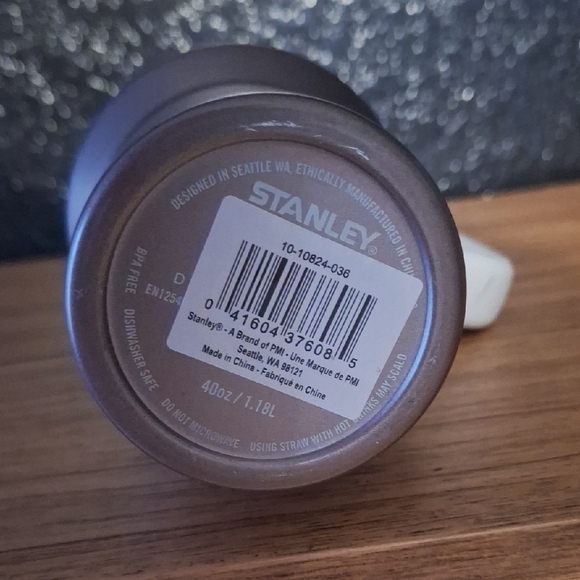 DESIGNED IN SEATTLE WA, ETHICALLY MANUFACTURED IN
STANLEY®
10-10824-036
0 41604 37608 5
Stanley® - A Brand of PMI - Une Marque de PMI
Seattle, WA 98121
Made in China - Fabriqué en Chine
D
BPA FREE
DISHWASHER SAFE
40oz / 1.18L
DO NOT MICROWAVE
USING STRAW WITH HOT MAY SCALD